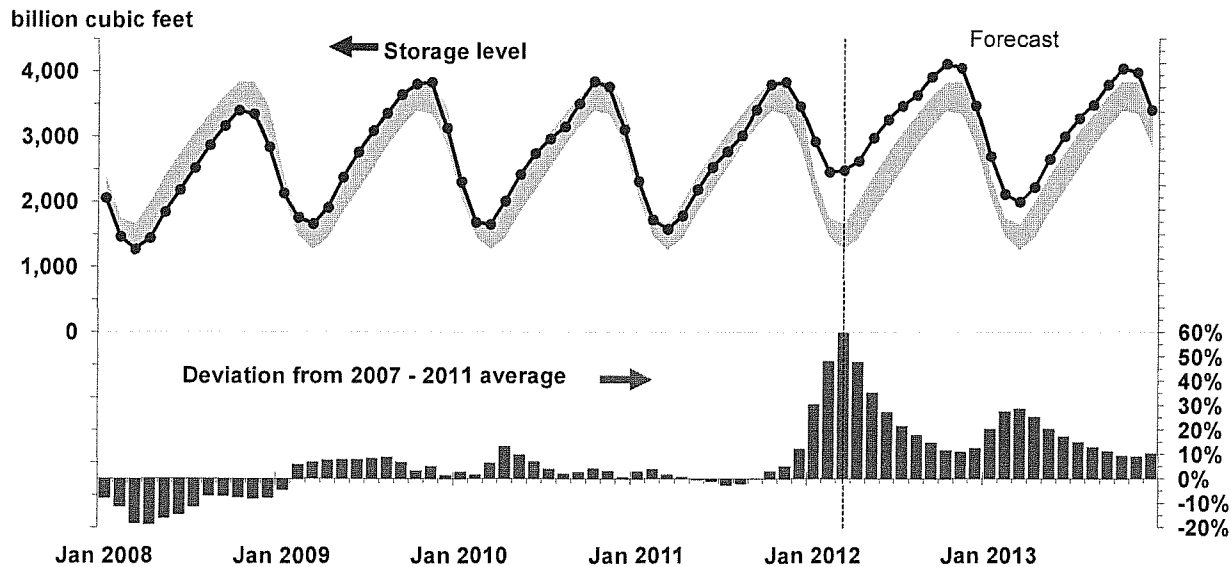 billion cubic feet
Storage level
Forecast
4,000
3,000
2,000
1,000
0
60%
50%
40%
30%
20%
10%
0%
-10%
-20%
Deviation from 2007 - 2011 average
Jan 2008
Jan 2009
Jan 2010
Jan 2011
Jan 2012
Jan 2013